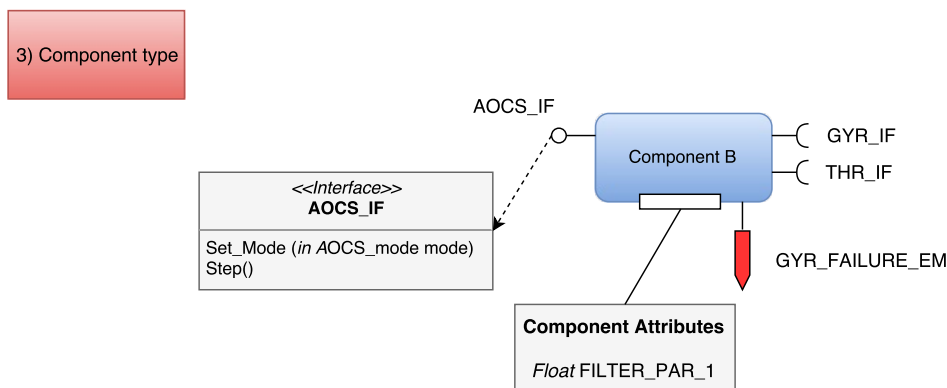 3) Component type
AOCS_IF
Component B
GYR_IF
THR_IF
<<Interface>>
AOCS_IF
Set_Mode (in AOCS_mode mode)
Step()
GYR_FAILURE_EM
Component Attributes
Float FILTER_PAR_1